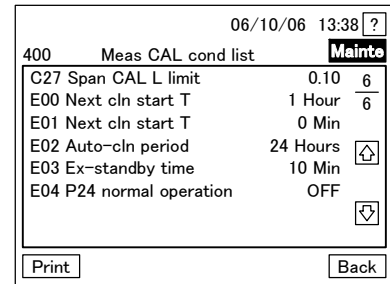 06/10/06 13:38 ?
400 Meas CAL cond list Mainte
C27 Span CAL L limit 0.10 6
E00 Next cln start T 1 Hour 6
E01 Next cln start T 0 Min
E02 Auto-cln period 24 Hours
E03 Ex-standby time 10 Min
E04 P24 normal operation OFF
Print Back